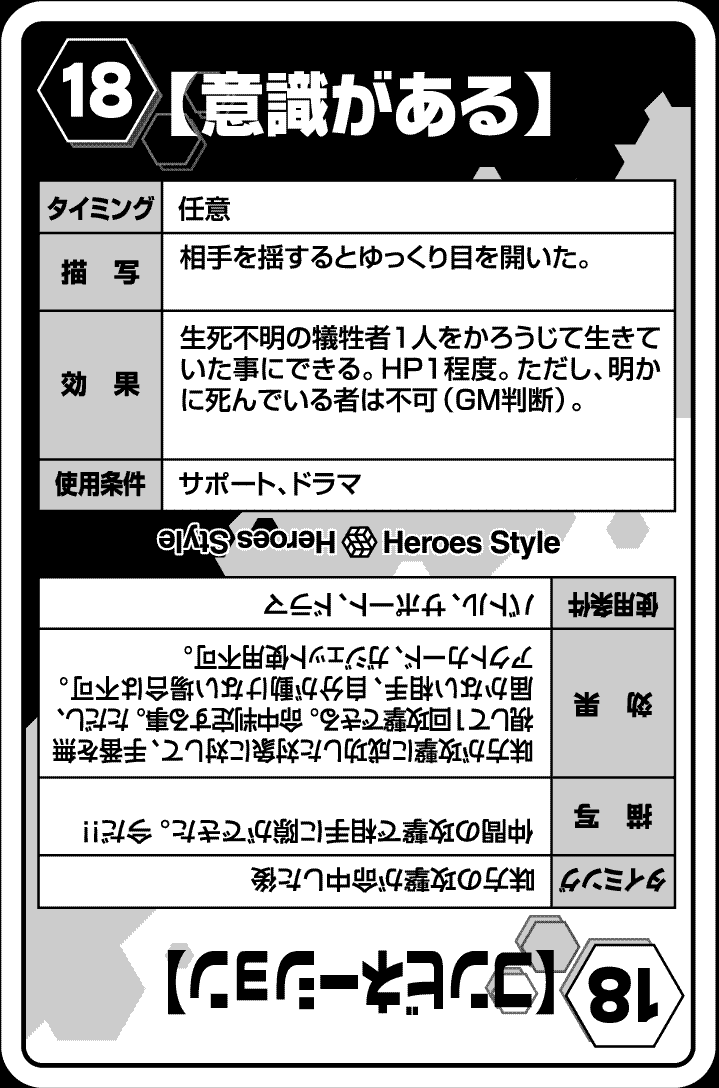 18
【意識がある】
タイミング 任意
描写 相手を揺するとゆっくり目を開いた。
効果 生死不明の犠牲者1人をかろうじて生きて
いた事にできる。HP1程度。ただし、明か
に死んでいる者は不可（GM判断）。
使用条件 サポート、ドラマ
Heroes Style
Heroes Style
18
【コンビネーション】
タイミング 味方の攻撃が命中した後
描写 仲間の攻撃で相手に隙ができた。今だ!!
効果 味方が攻撃に成功した対象に対して、手番を無
視して1回攻撃できる。命中判定する事。ただし、
届かない相手、自分が動けない場合は不可。
アクトカード、ガジェット使用不可。
使用条件 バトル、サポート、ドラマ